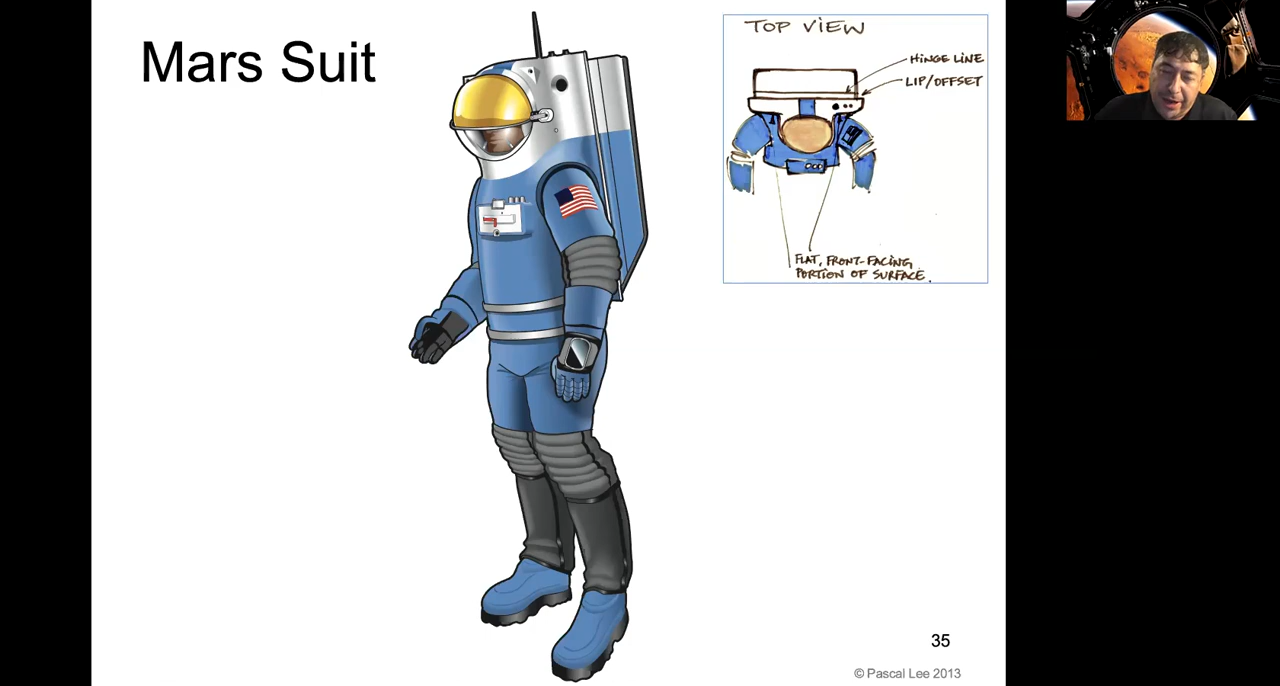 Mars Suit
TOP VIEW
HINGE LINE
LIP/OFFSET
FLAT, FRONT-FACING
PORTION OF SURFACE.
35
© Pascal Lee 2013